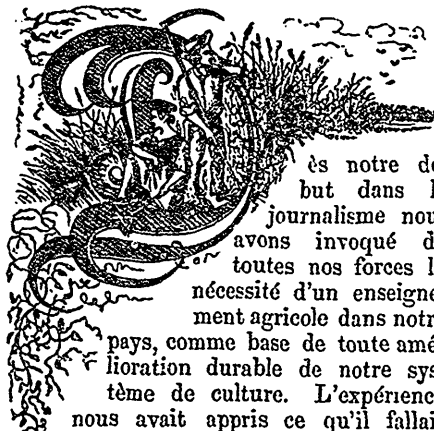 Dès notre dé
but dans l
journalisme nou
avons invoqué d
toutes nos forces l
nécessité d'un enseigne
ment agricole dans notr
pays, comme base de toute amé
lioration durable de notre sys
tème de culture. L'expérienc
nous avait appris ce qu'il fallai